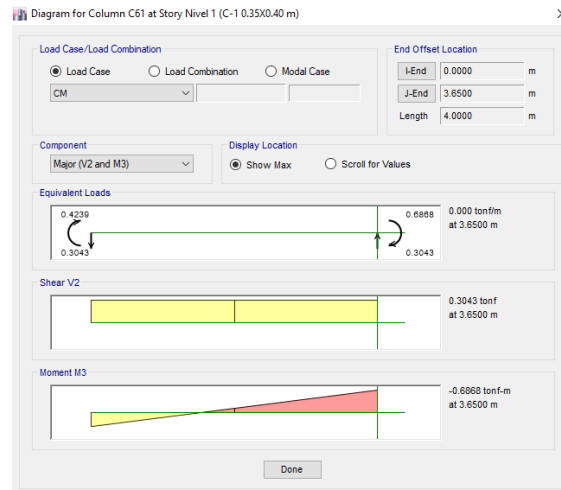 Diagram for Column C61 at Story Nivel 1 (C-1 0.35X0.40 m)
Load Case/Load Combination
Load Case Load Combination Modal Case
CM
End Offset Location
I-End 0.0000 m
J-End 3.6500 m
Length 4.0000 m
Component
Major (V2 and M3)
Display Location
Show Max Scroll for Values
Equivalent Loads
0.4239 0.6868
0.3043 0.3043
0.000 tonf/m
at 3.6500 m
Shear V2
0.3043 tonf
at 3.6500 m
Moment M3
-0.6868 tonf-m
at 3.6500 m
Done